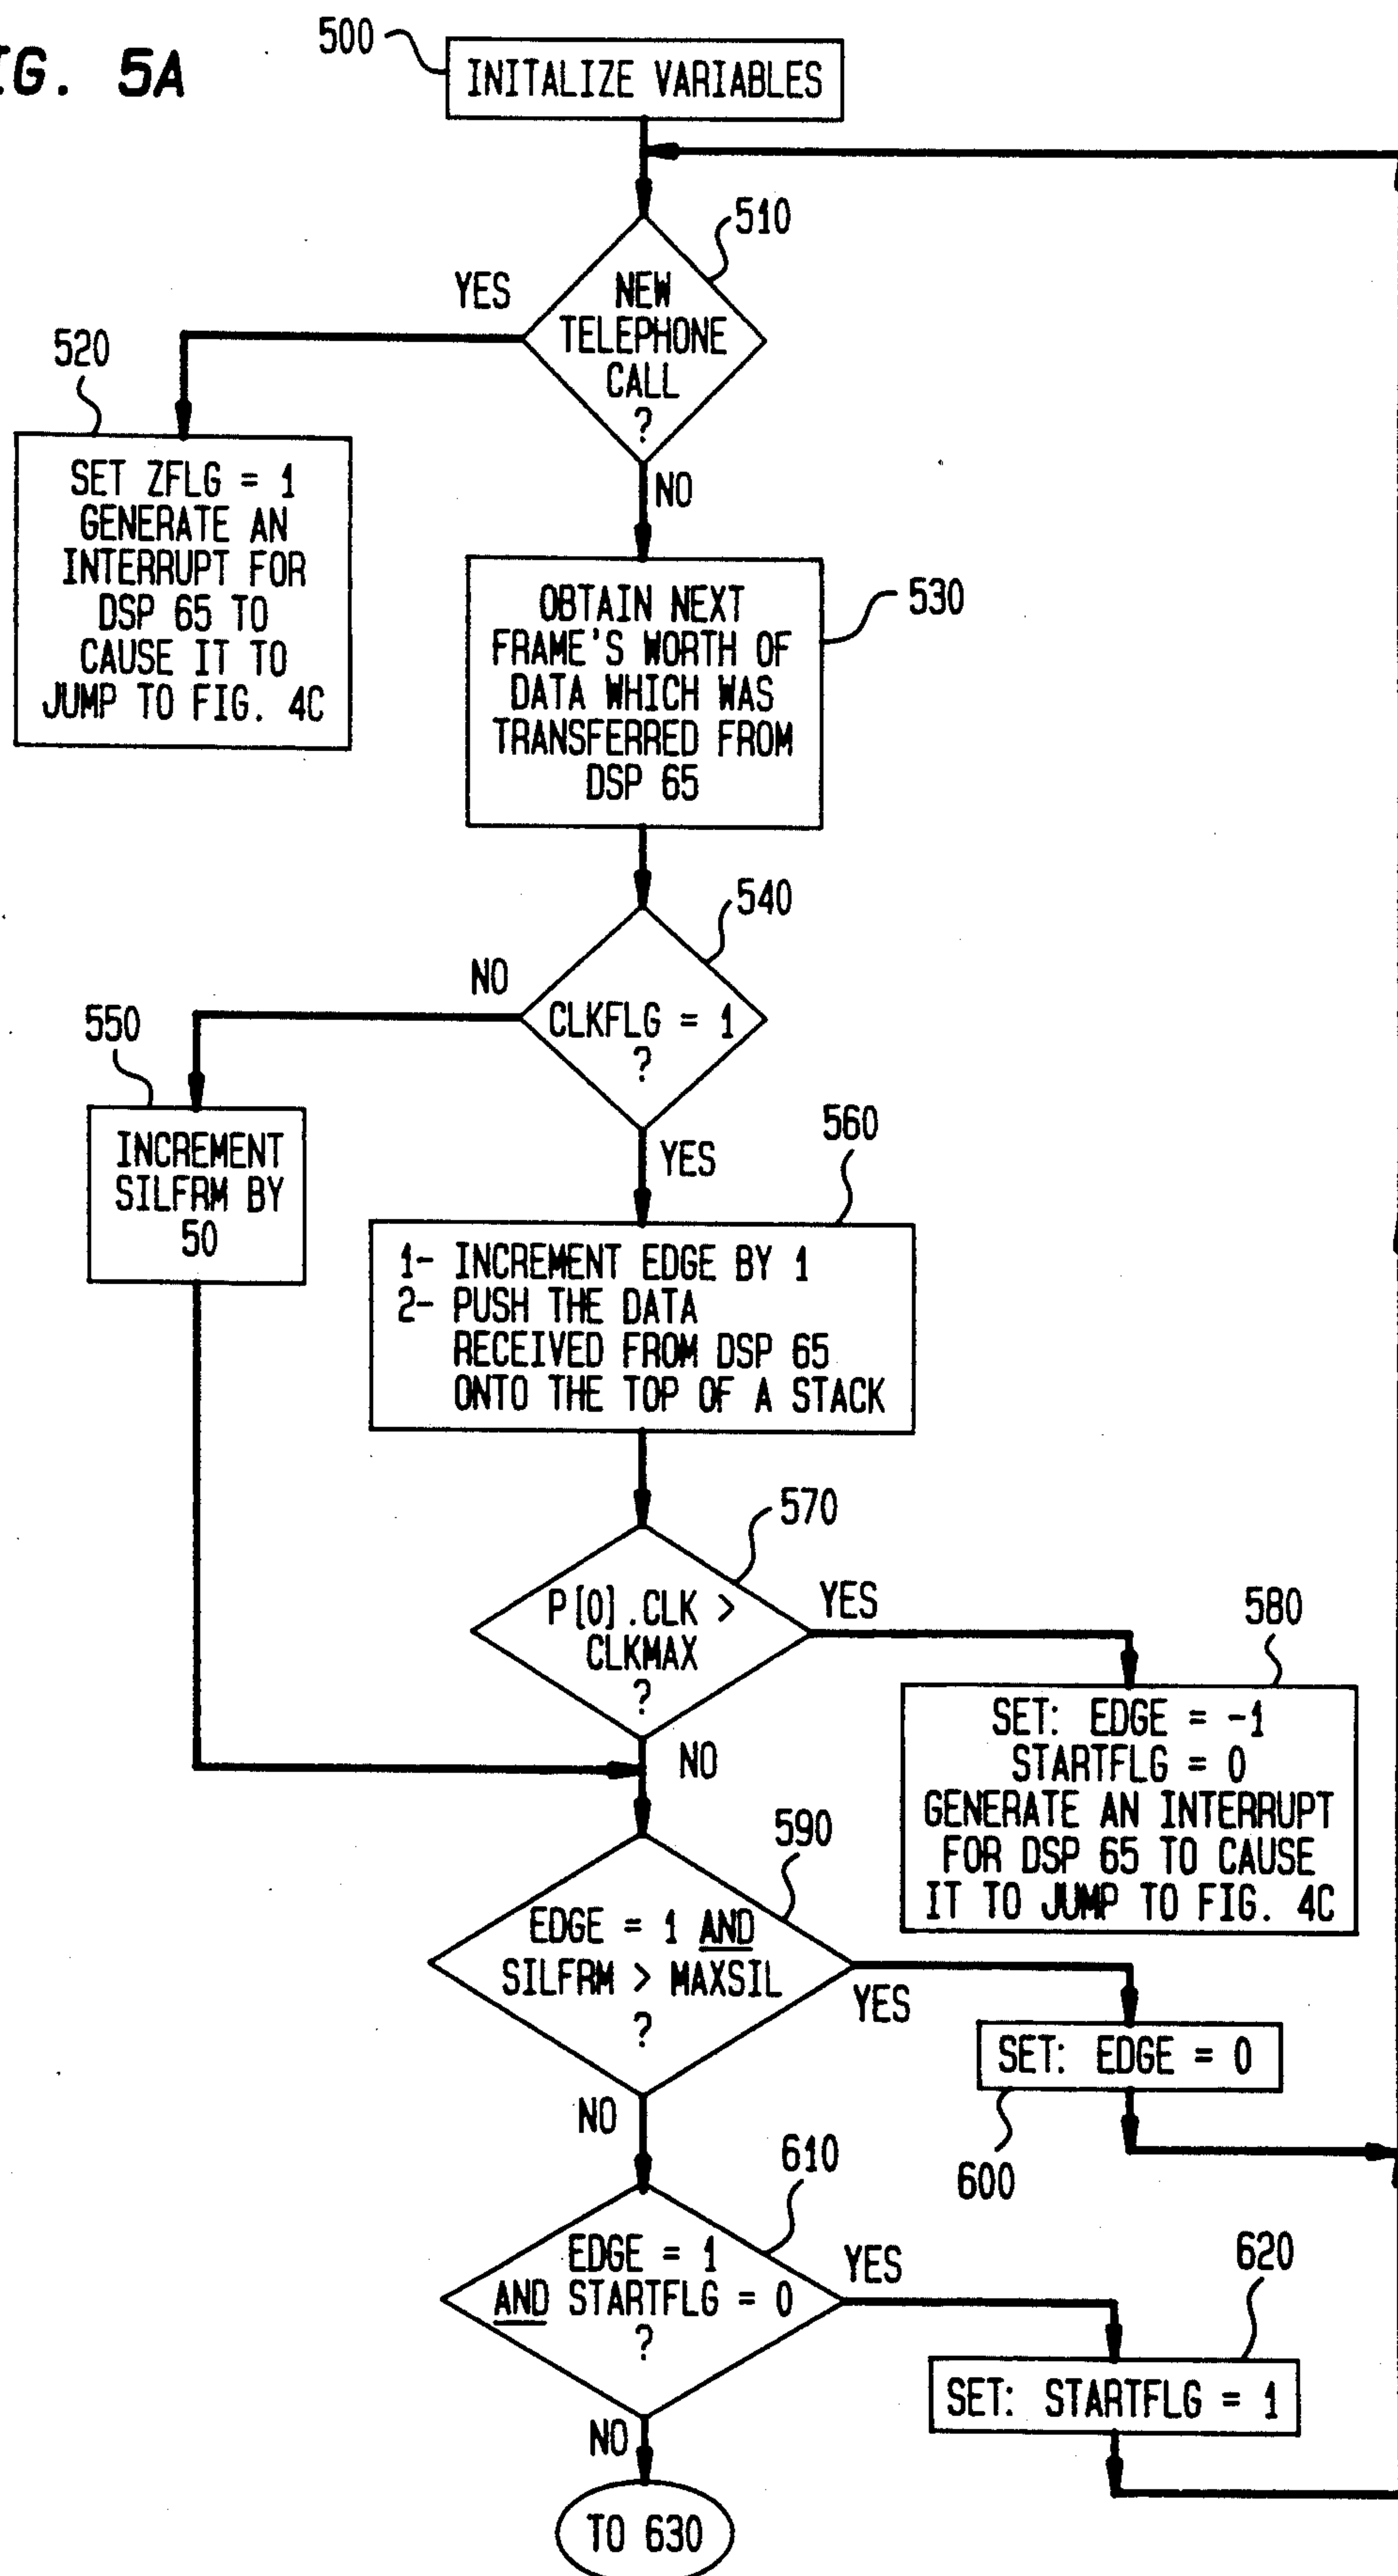 IG. 5A
500
INITALIZE VARIABLES
510
YES
NEW
TELEPHONE
CALL
?
520
NO
SET ZFLG = 1
GENERATE AN
INTERRUPT FOR
DSP 65 TO
CAUSE IT TO
JUMP TO FIG. 4C
530
OBTAIN NEXT
FRAME'S WORTH OF
DATA WHICH WAS
TRANSFERRED FROM
DSP 65
540
NO
CLKFLG = 1
?
550
INCREMENT
SILFRM BY
50
YES
560
1- INCREMENT EDGE BY 1
2- PUSH THE DATA
RECEIVED FROM DSP 65
ONTO THE TOP OF A STACK
570
P[0].CLK >
CLKMAX
?
YES
580
NO
SET: EDGE = -1
STARTFLG = 0
GENERATE AN INTERRUPT
FOR DSP 65 TO CAUSE
IT TO JUMP TO FIG. 4C
590
EDGE = 1 AND
SILFRM > MAXSIL
?
YES
SET: EDGE = 0
600
NO
610
EDGE = 1
AND STARTFLG = 0
?
YES
620
SET: STARTFLG = 1
NO
TO 630